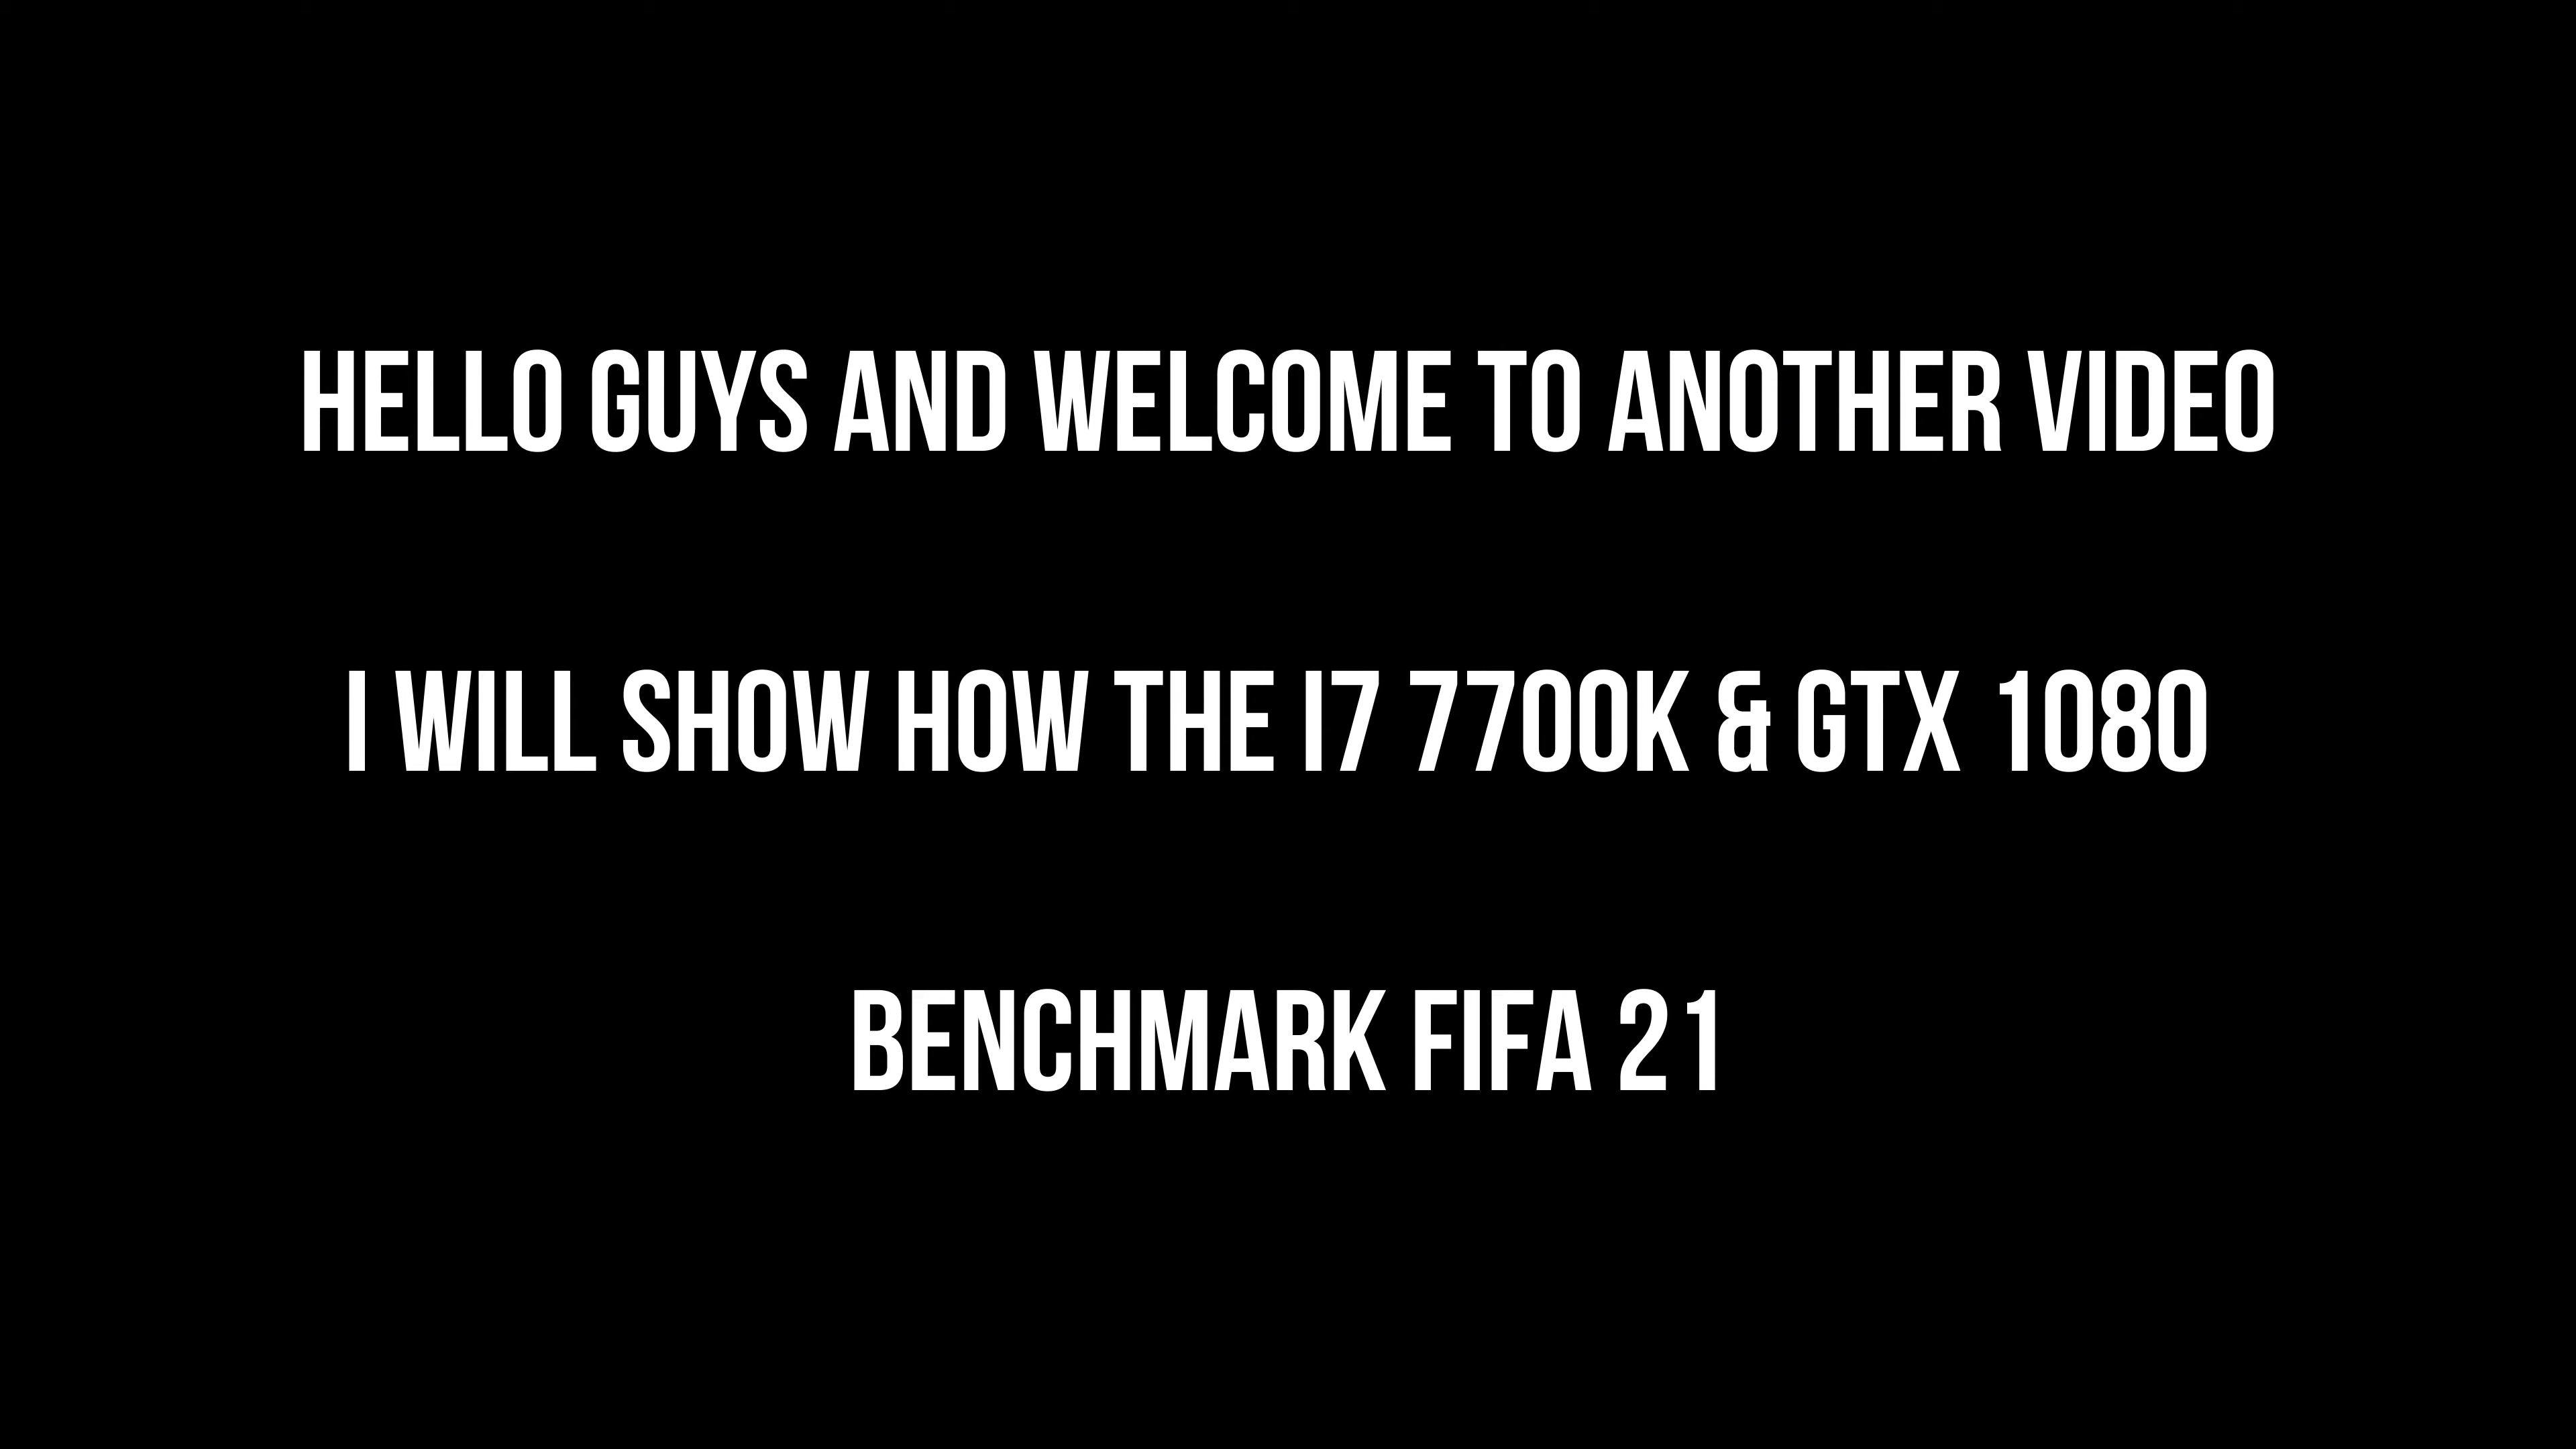 HELLO GUYS AND WELCOME TO ANOTHER VIDEO
I WILL SHOW HOW THE I7 7700K & GTX 1080
BENCHMARK FIFA 21